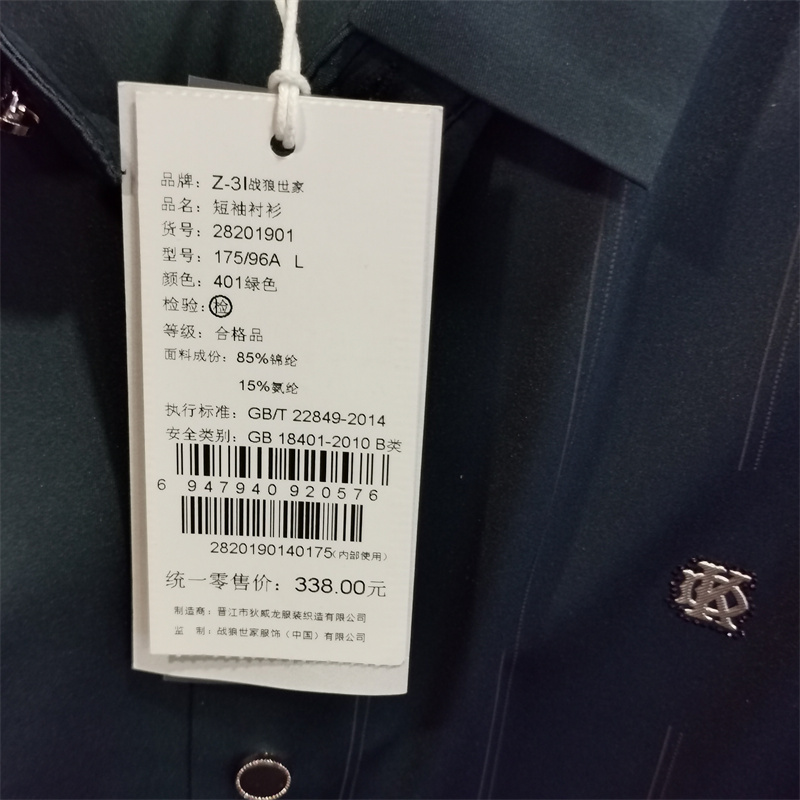 品牌：Z-3I战狼世家
品名：短袖衬衫
货号：28201901
型号：175/96A L
颜色：401绿色
检验：检
等级：合格品
面料成份：85%锦纶
15%氨纶
执行标准：GB/T 22849-2014
安全类别：GB 18401-2010 B类
6 947940 920576
2820190140175(内部使用)
统一零售价：338.00元
制造商：晋江市狄威龙服装织造有限公司
监 制：战狼世家服饰（中国）有限公司